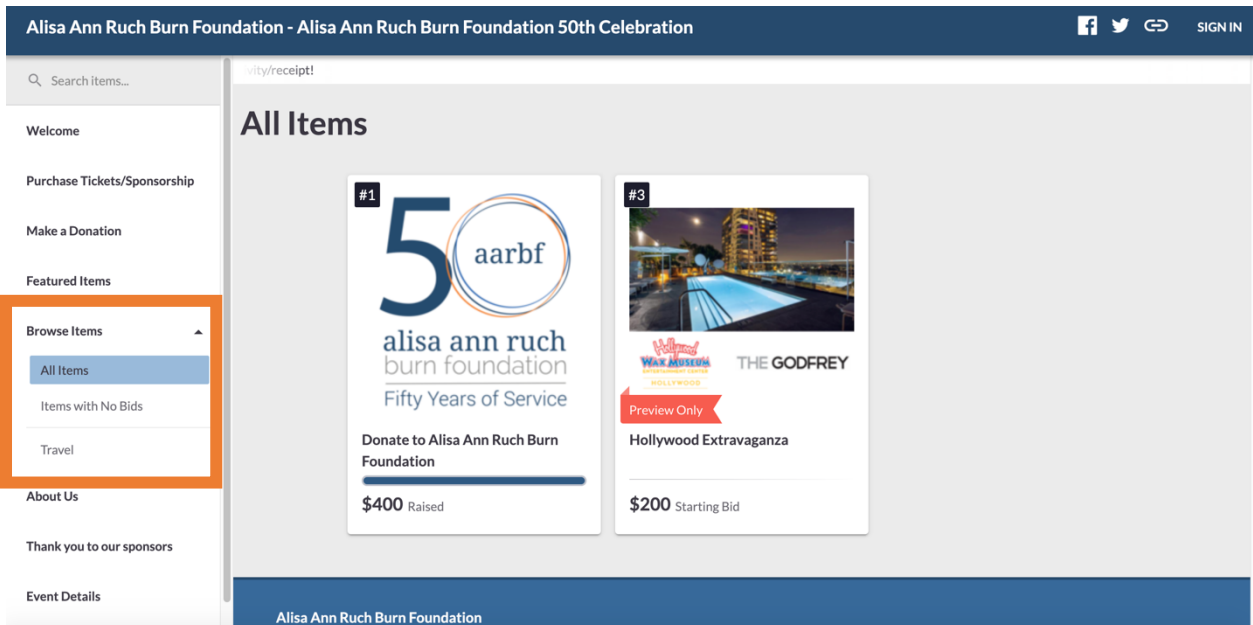 Alisa Ann Ruch Burn Foundation - Alisa Ann Ruch Burn Foundation 50th Celebration
SIGN IN
Search items...
Welcome
Purchase Tickets/Sponsorship
Make a Donation
Featured Items
Browse Items
All Items
Items with No Bids
Travel
About Us
Thank you to our sponsors
Event Details
vity/receipt!
All Items
#1
50
aarbf
alisa ann ruch
burn foundation
Fifty Years of Service
Donate to Alisa Ann Ruch Burn
Foundation
$400 Raised
#3
Hollywood
WAX MUSEUM
ENTERTAINMENT CENTER
HOLLYWOOD
THE GODFREY
Preview Only
Hollywood Extravaganza
$200 Starting Bid
Alisa Ann Ruch Burn Foundation